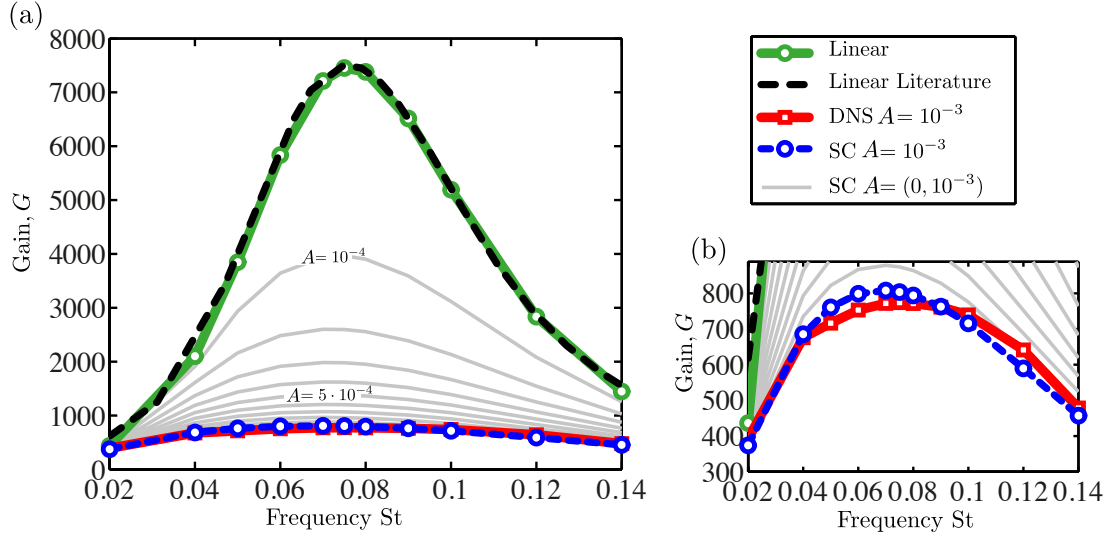 (a)
8000
7000
6000
5000
4000
3000
2000
1000
0
Gain, G
A= 10⁻⁴
A= 5 · 10⁻⁴
0.02 0.04 0.06 0.08 0.1 0.12 0.14
Frequency St
Linear
Linear Literature
DNS A= 10⁻³
SC A= 10⁻³
SC A= (0, 10⁻³)
(b)
800
700
600
500
400
300
Gain, G
0.02 0.04 0.06 0.08 0.1 0.12 0.14
Frequency St